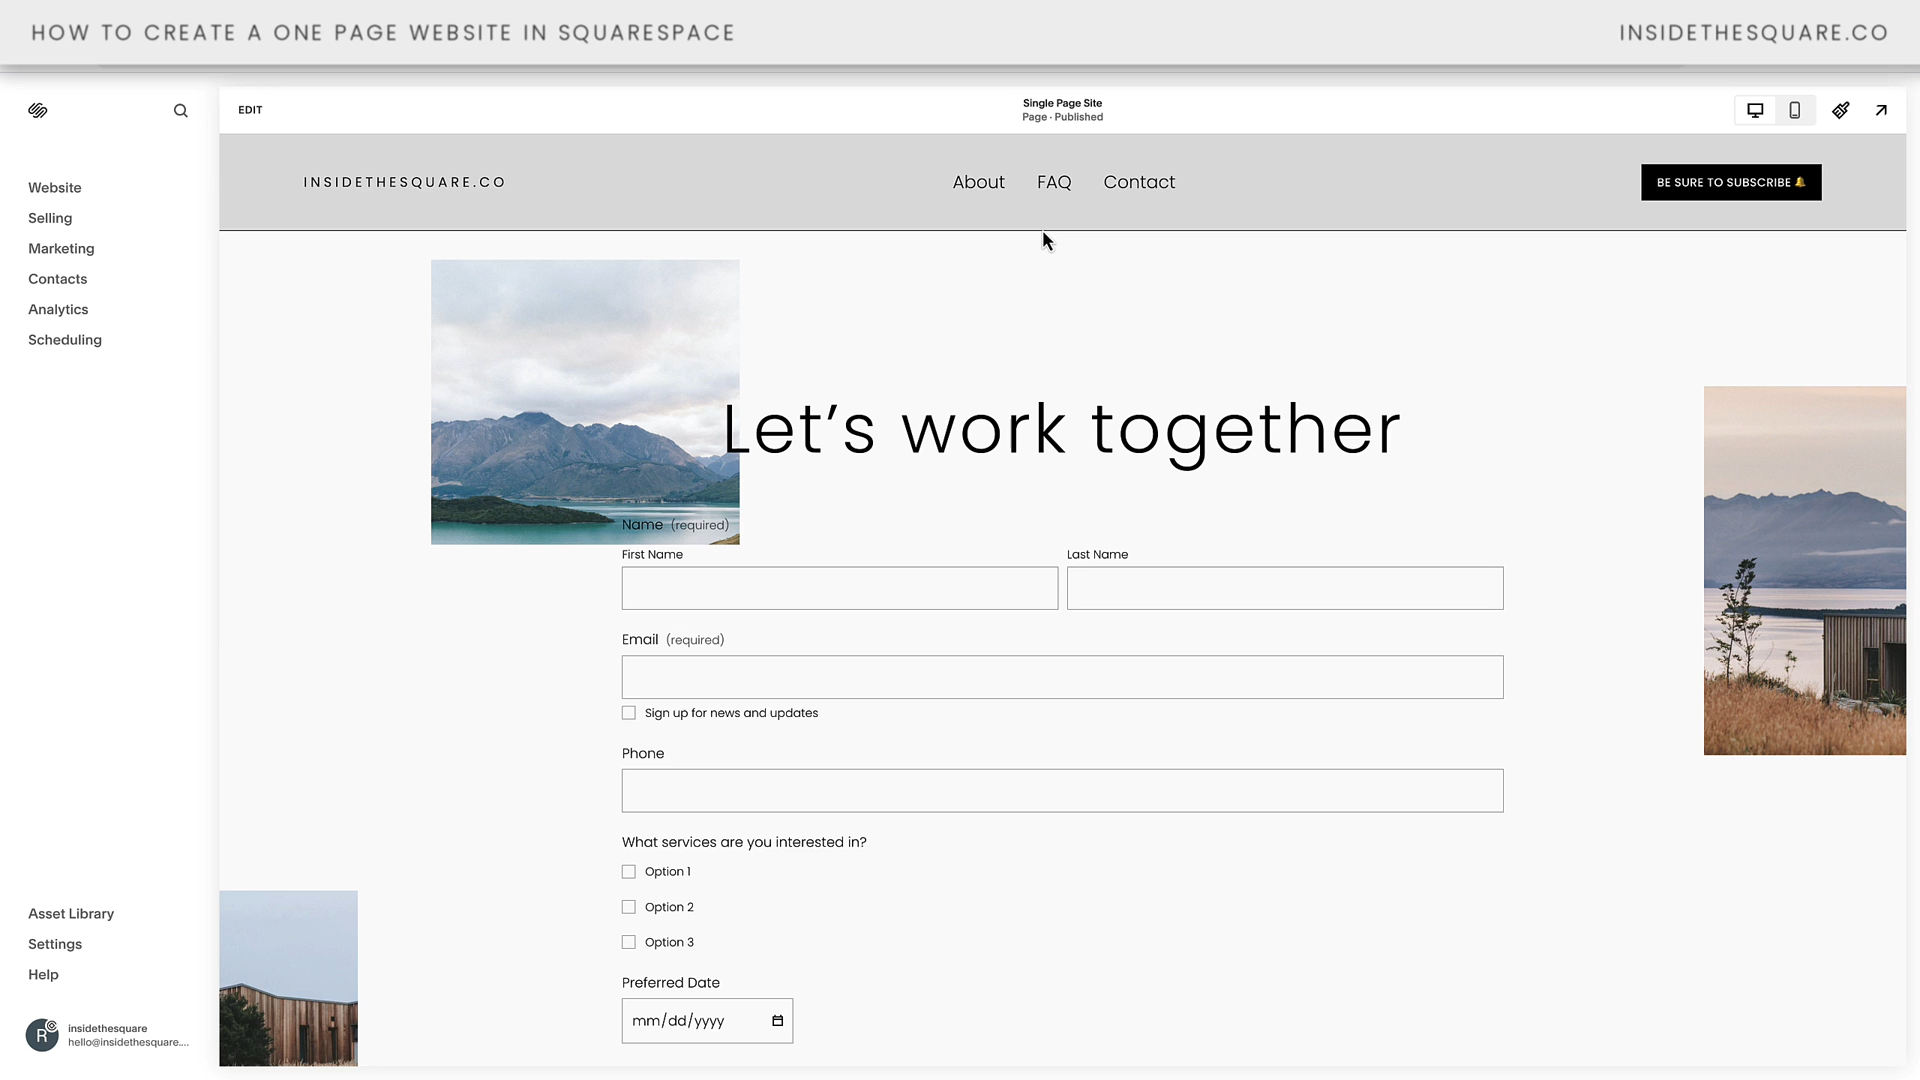 HOW TO CREATE A ONE PAGE WEBSITE IN SQUARESPACE
INSIDETHESQUARE.CO
EDIT
Single Page Site
Page · Published
Website
Selling
Marketing
Contacts
Analytics
Scheduling
INSIDETHESQUARE.CO
About FAQ Contact
BE SURE TO SUBSCRIBE 🔔
Let's work together
Name (required)
First Name
Last Name
Email (required)
Sign up for news and updates
Phone
What services are you interested in?
Option 1
Option 2
Option 3
Preferred Date
mm/dd/yyyy
Asset Library
Settings
Help
R
insidethesquare
hello@insidethesquare....